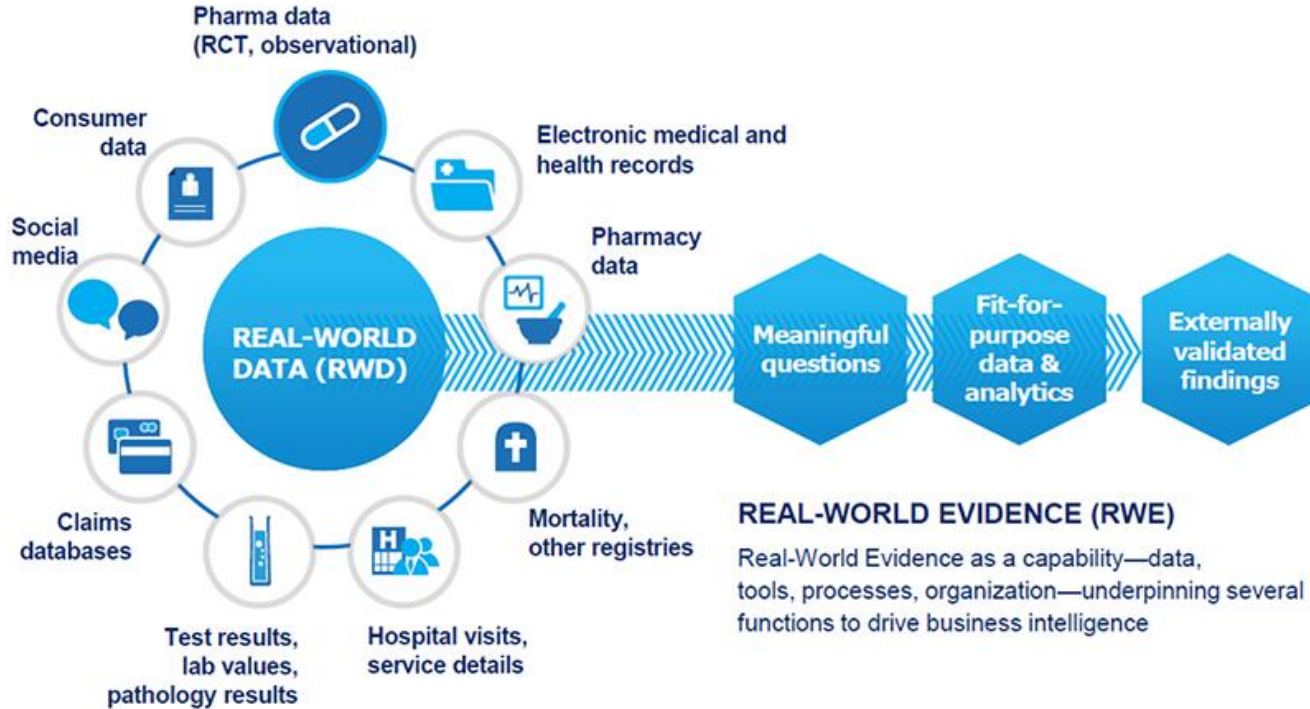 Pharma data
(RCT, observational)
Consumer
data
Electronic medical and
health records
Social
media
Pharmacy
data
REAL-WORLD
DATA (RWD)
Meaningful
questions
Fit-for-
purpose
data &
analytics
Externally
validated
findings
Claims
databases
H
Mortality,
other registries
Test results,
lab values,
pathology results
Hospital visits,
service details
REAL-WORLD EVIDENCE (RWE)
Real-World Evidence as a capability—data,
tools, processes, organization—underpinning several
functions to drive business intelligence